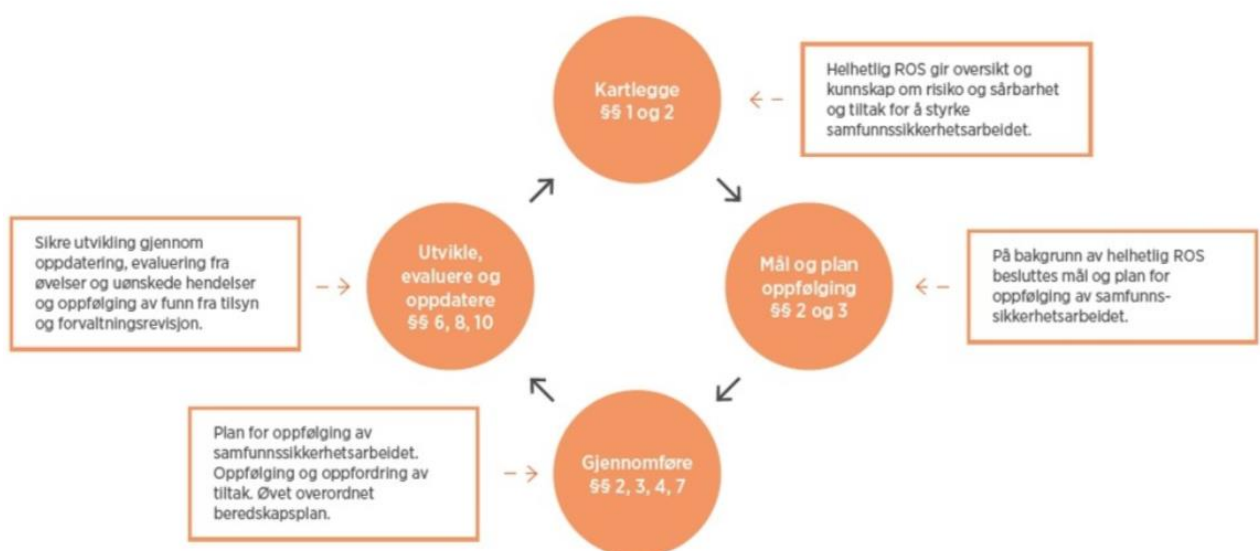 Kartlegge
§§ 1 og 2
Helhetlig ROS gir oversikt og
kunnskap om risiko og sårbarhet
og tiltak for å styrke
samfunnssikkerhetsarbeidet.
Mål og plan
oppfølging
§§ 2 og 3
På bakgrunn av helhetlig ROS
besluttes mål og plan for
oppfølging av samfunns-
sikkerhetsarbeidet.
Gjennomføre
§§ 2, 3, 4, 7
Plan for oppfølging av
samfunnssikkerhetsarbeidet.
Oppfølging og oppfordring av
tiltak. Øvet overordnet
beredskapsplan.
Utvikle,
evaluere og
oppdatere
§§ 6, 8, 10
Sikre utvikling gjennom
oppdatering, evaluering fra
øvelser og uønskede hendelser
og oppfølging av funn fra tilsyn
og forvaltningsrevisjon.